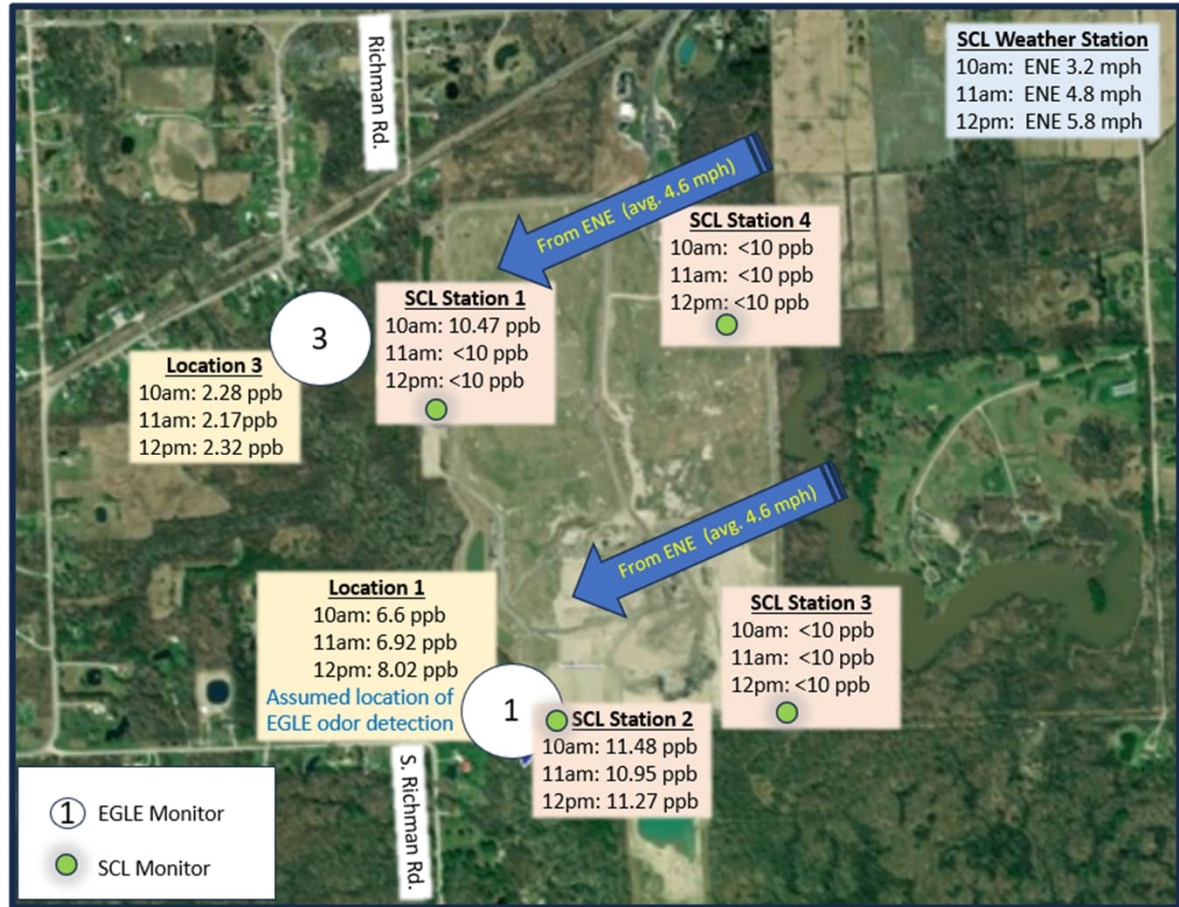 Richman Rd.
SCL Weather Station
10am: ENE 3.2 mph
11am: ENE 4.8 mph
12pm: ENE 5.8 mph
From ENE (avg. 4.6 mph)
SCL Station 4
10am: <10 ppb
11am: <10 ppb
12pm: <10 ppb
SCL Station 1
10am: 10.47 ppb
11am: <10 ppb
12pm: <10 ppb
3
Location 3
10am: 2.28 ppb
11am: 2.17ppb
12pm: 2.32 ppb
From ENE (avg. 4.6 mph)
Location 1
10am: 6.6 ppb
11am: 6.92 ppb
12pm: 8.02 ppb
Assumed location of
EGLE odor detection
1
SCL Station 3
10am: <10 ppb
11am: <10 ppb
12pm: <10 ppb
SCL Station 2
10am: 11.48 ppb
11am: 10.95 ppb
12pm: 11.27 ppb
S. Richman Rd.
1 EGLE Monitor
SCL Monitor